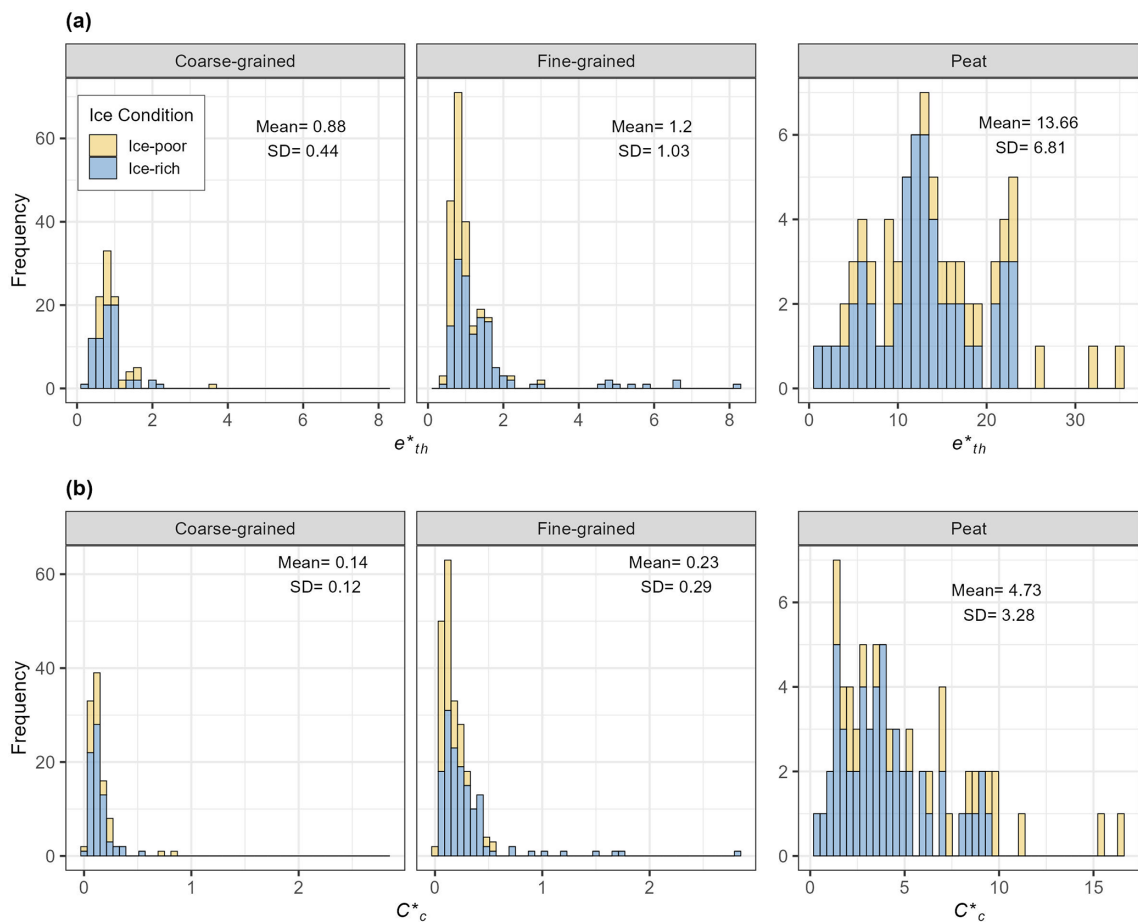 (a)
Coarse-grained
Fine-grained
Peat
Ice Condition
Ice-poor
Ice-rich
Mean= 0.88
SD= 0.44
Mean= 1.2
SD= 1.03
Mean= 13.66
SD= 6.81
Frequency
60
40
20
0
6
4
2
0
0 2 4 6 8
0 2 4 6 8
0 10 20 30
e*th
e*th
(b)
Coarse-grained
Fine-grained
Peat
Mean= 0.14
SD= 0.12
Mean= 0.23
SD= 0.29
Mean= 4.73
SD= 3.28
Frequency
60
40
20
0
6
4
2
0
0 1 2
0 1 2
0 5 10 15
C*c
C*c